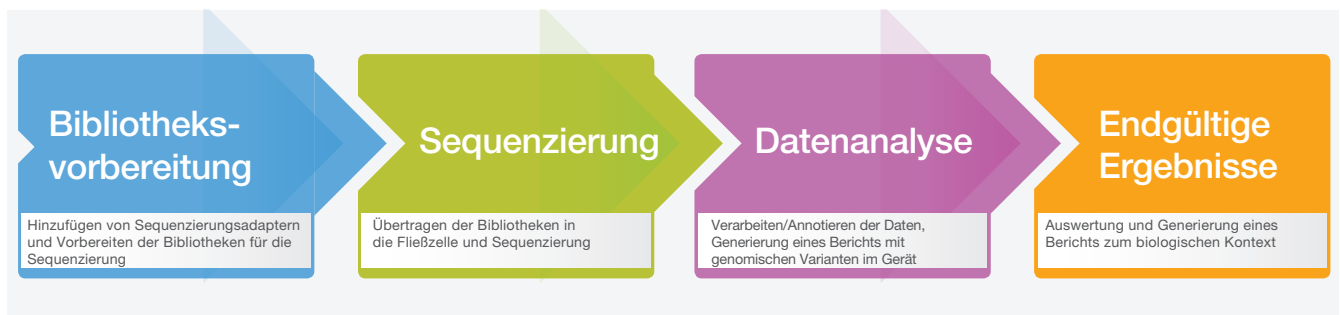 Bibliotheks-
vorbereitung
Hinzufügen von Sequenzierungsadaptern
und Vorbereiten der Bibliotheken für die
Sequenzierung
Sequenzierung
Übertragen der Bibliotheken in
die Fließzelle und Sequenzierung
Datenanalyse
Verarbeiten/Annotieren der Daten,
Generierung eines Berichts mit
genomischen Varianten im Gerät
Endgültige
Ergebnisse
Auswertung und Generierung eines
Berichts zum biologischen Kontext